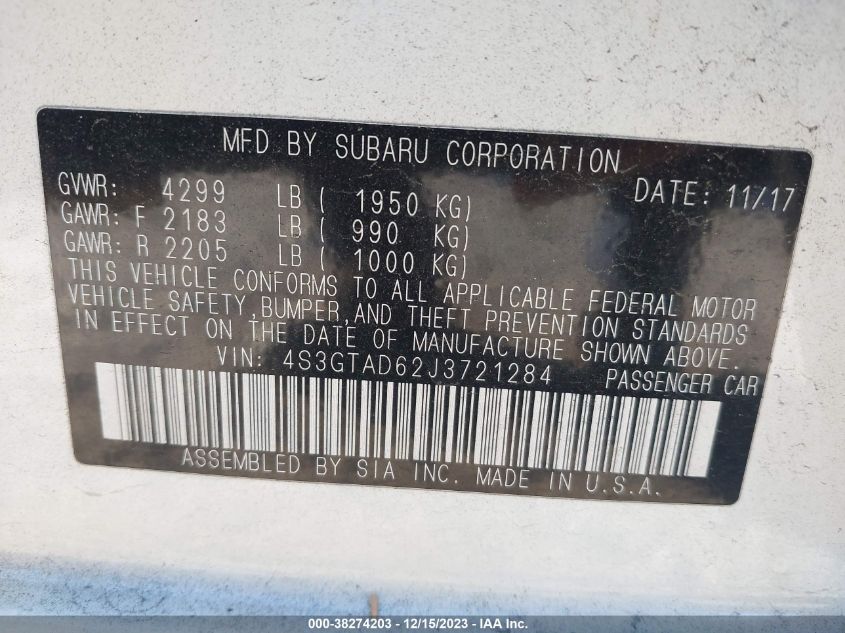 MFD BY SUBARU CORPORATION
GVWR: 4299 LB ( 1950 KG) DATE: 11/17
GAWR: F 2183 LB ( 990 KG)
GAWR: R 2205 LB ( 1000 KG)
THIS VEHICLE CONFORMS TO ALL APPLICABLE FEDERAL MOTOR
VEHICLE SAFETY,BUMPER,AND THEFT PREVENTION STANDARDS
IN EFFECT ON THE DATE OF MANUFACTURE SHOWN ABOVE.
VIN: 4S3GTAD62J3721284 PASSENGER CAR
ASSEMBLED BY SIA INC. MADE IN U.S.A.
000-38274203 - 12/15/2023 - IAA Inc.